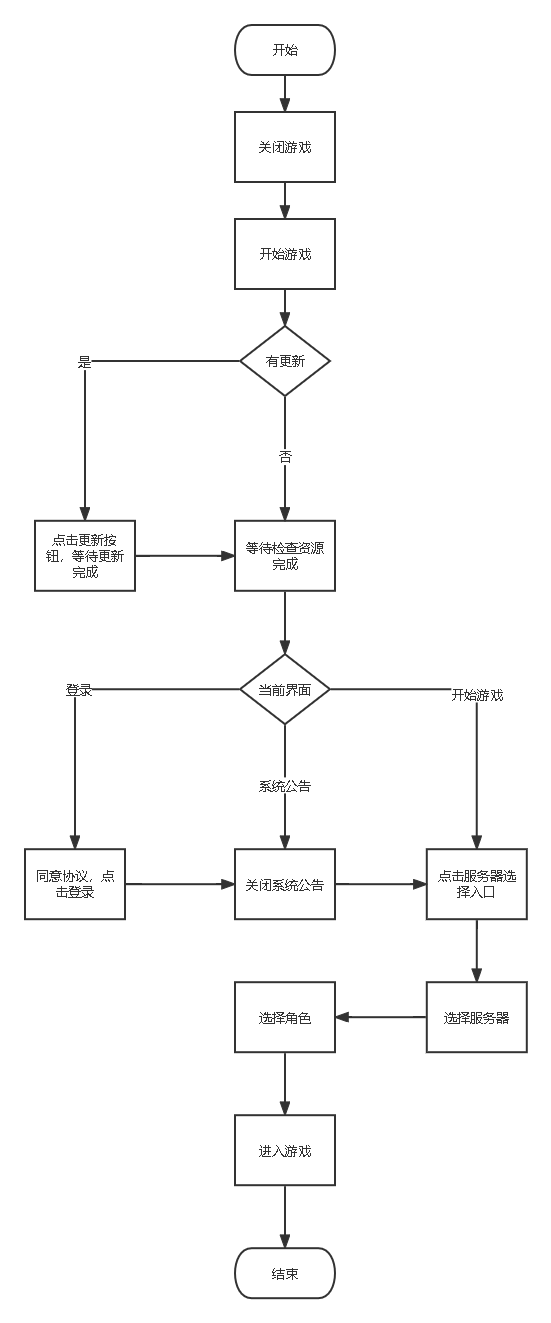 开始
关闭游戏
开始游戏
有更新
是
否
点击更新按
钮，等待更新
完成
等待检查资源
完成
当前界面
登录
开始游戏
系统公告
同意协议，点
击登录
关闭系统公告
点击服务器选
择入口
选择角色
选择服务器
进入游戏
结束